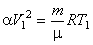 αV₁² = m/μ RT₁